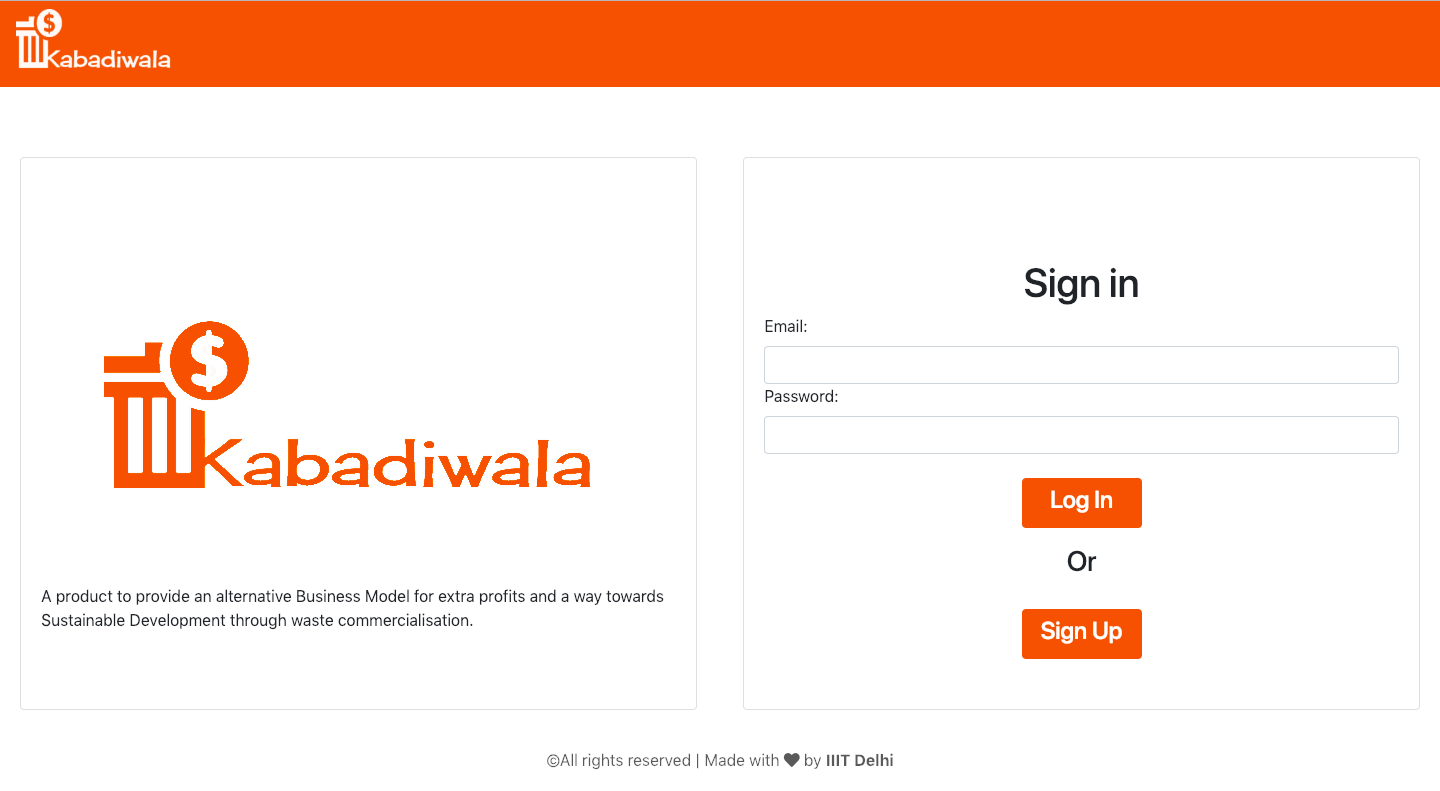 Kabadiwala
Kabadiwala
A product to provide an alternative Business Model for extra profits and a way towards
Sustainable Development through waste commercialisation.
Sign in
Email:
Password:
Log In
Or
Sign Up
©All rights reserved | Made with ♥ by IIIT Delhi